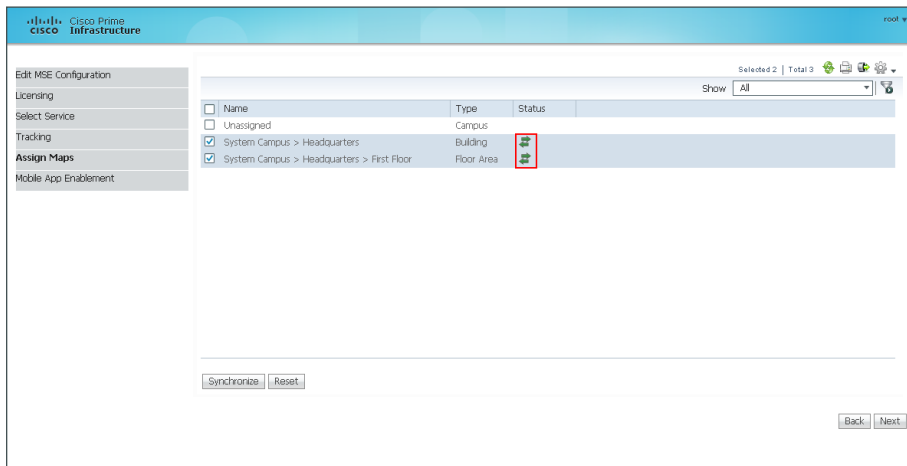 Cisco Prime
CISCO Infrastructure
root
Edit MSE Configuration
Licensing
Select Service
Tracking
Assign Maps
Mobile App Enablement
Selected 2 | Total 3
Show All
Name Type Status
Unassigned Campus
System Campus > Headquarters Building
System Campus > Headquarters > First Floor Floor Area
Synchronize Reset
Back Next